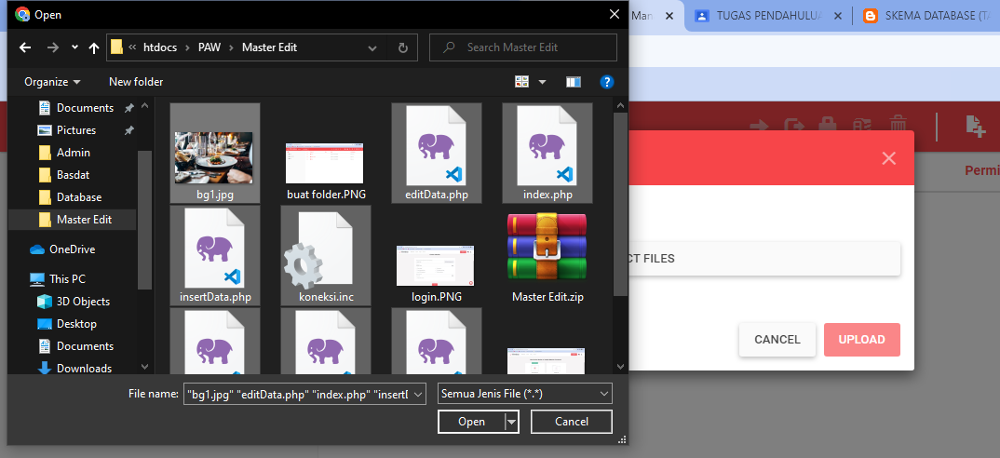 Open
Man
TUGAS PENDAHULUA
SKEMA DATABASE (TA
htdocs
PAW
Master Edit
Search Master Edit
Organize
New folder
Documents
Pictures
Admin
Basdat
Database
Master Edit
OneDrive
This PC
3D Objects
Desktop
Documents
Downloads
bg1.jpg
buat folder.PNG
editData.php
index.php
insertData.php
koneksi.inc
login.PNG
Master Edit.zip
File name:
"bg1.jpg" "editData.php" "index.php" "insertD
Semua Jenis File (*.*)
Open
Cancel
Permi
CT FILES
CANCEL
UPLOAD